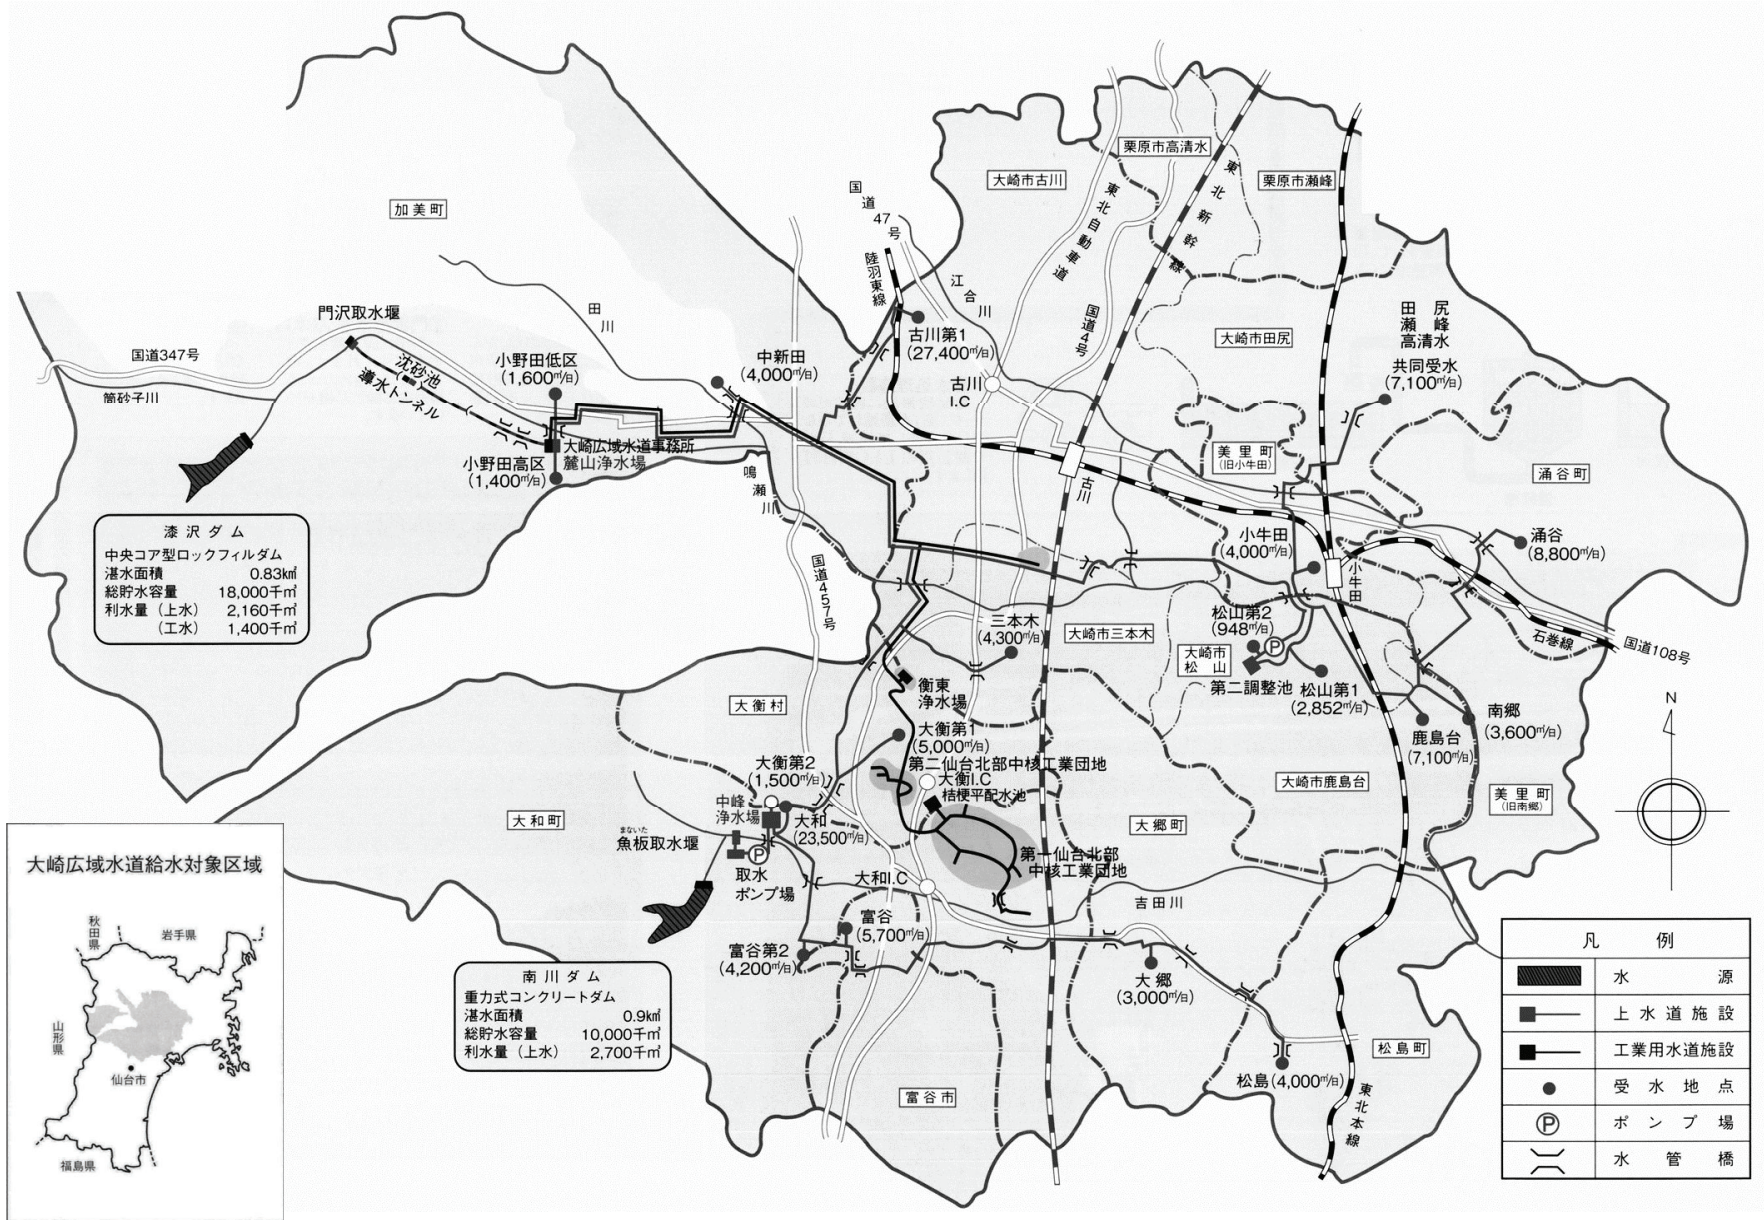 加美町
大崎市古川
栗原市高清水
栗原市瀬峰
東北自動車道
東北新幹線
国道47号
陸羽東線
江合川
国道4号
田川
門沢取水堰
国道347号
筒砂子川
沈砂池
導水トンネル
小野田低区
(1,600㎥/日)
中新田
(4,000㎥/日)
古川第1
(27,400㎥/日)
古川
I.C
大崎市田尻
田尻
瀬峰
高清水
共同受水
(7,100㎥/日)
大崎広域水道事務所
麓山浄水場
小野田高区
(1,400㎥/日)
鳴瀬川
古川
美里町
(旧小牛田)
涌谷町
涌谷
(8,800㎥/日)
小牛田
(4,000㎥/日)
小牛田
漆沢ダム
中央コア型ロックフィルダム
湛水面積 0.83k㎡
総貯水容量 18,000千㎥
利水量(上水) 2,160千㎥
(工水) 1,400千㎥
国道457号
三本木
(4,300㎥/日)
大崎市三本木
松山第2
(948㎥/日)
P
大崎市
松山
第二調整池
松山第1
(2,852㎥/日)
石巻線
国道108号
大衡村
衡東
浄水場
大衡第1
(5,000㎥/日)
鹿島台
(7,100㎥/日)
南郷
(3,600㎥/日)
N
大衡第2
(1,500㎥/日)
第二仙台北部中核工業団地
大衡I.C
桔梗平配水池
大崎市鹿島台
美里町
(旧南郷)
大和町
中峰
浄水場
大和
(23,500㎥/日)
まないた
魚板取水堰
P
取水
ポンプ場
大郷町
第一仙台北部
中核工業団地
大和I.C
吉田川
富谷
(5,700㎥/日)
富谷第2
(4,200㎥/日)
大郷
(3,000㎥/日)
南川ダム
重力式コンクリートダム
湛水面積 0.9k㎡
総貯水容量 10,000千㎥
利水量(上水) 2,700千㎥
富谷市
松島(4,000㎥/日)
松島町
東北本線
大崎広域水道給水対象区域
秋田県
岩手県
山形県
仙台市
福島県
凡例
水源
上水道施設
工業用水道施設
受水地点
P ポンプ場
水管橋